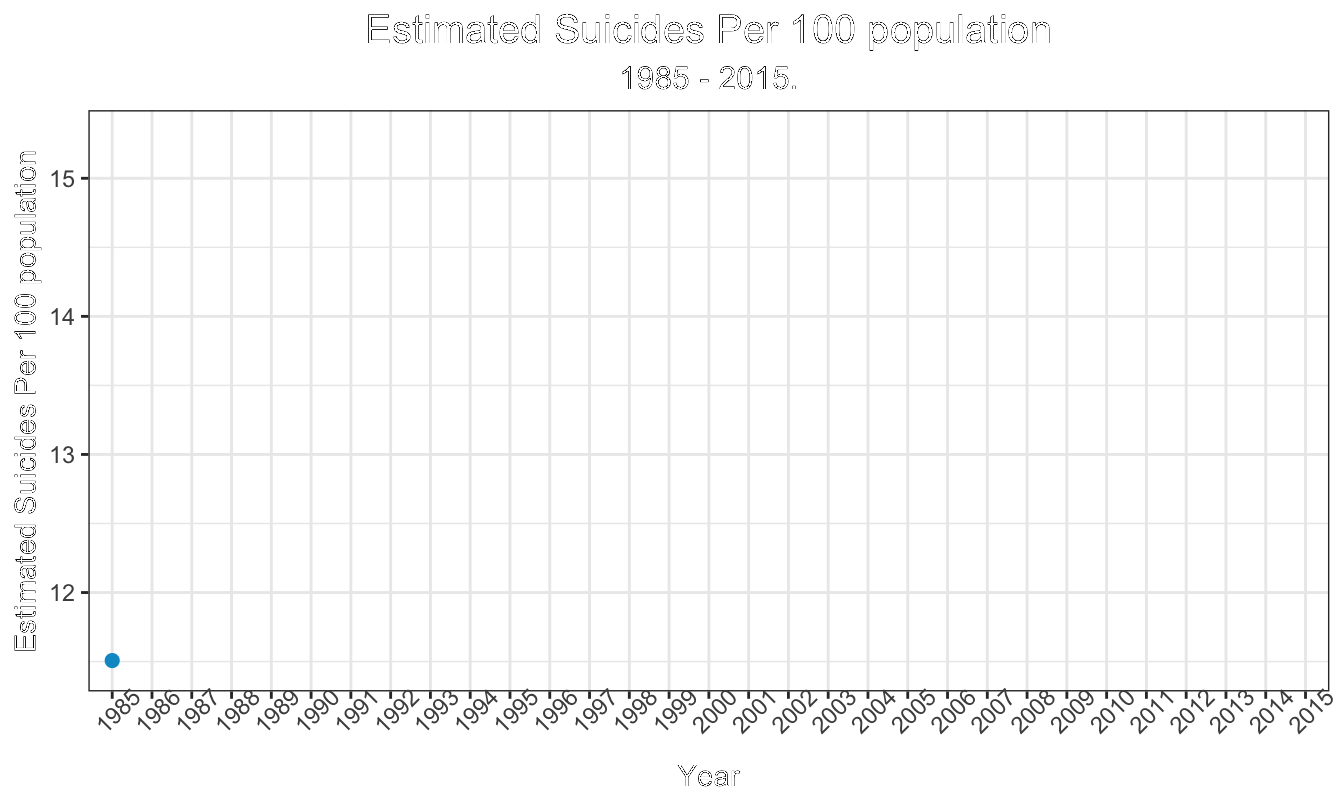 Estimated Suicides Per 100 population
1985 - 2015.
Estimated Suicides Per 100 population
15
14
13
12
1985 1986 1987 1988 1989 1990 1991 1992 1993 1994 1995 1996 1997 1998 1999 2000 2001 2002 2003 2004 2005 2006 2007 2008 2009 2010 2011 2012 2013 2014 2015
Year